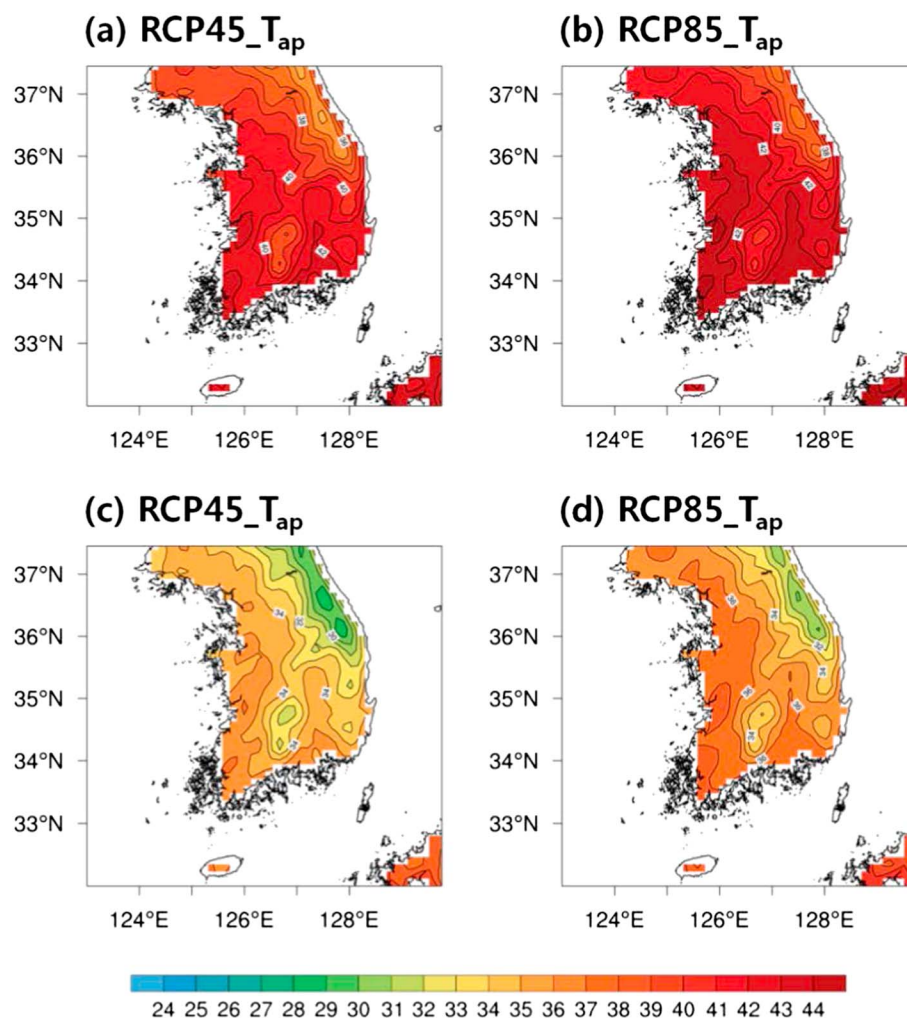 (a) RCP45_Tap
(b) RCP85_Tap
37°N
36°N
35°N
34°N
33°N
124°E 126°E 128°E
37°N
36°N
35°N
34°N
33°N
124°E 126°E 128°E
(c) RCP45_Tap
(d) RCP85_Tap
37°N
36°N
35°N
34°N
33°N
124°E 126°E 128°E
37°N
36°N
35°N
34°N
33°N
124°E 126°E 128°E
24 25 26 27 28 29 30 31 32 33 34 35 36 37 38 39 40 41 42 43 44